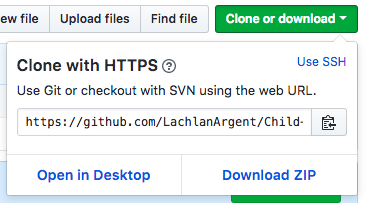 ew file Upload files Find file Clone or download
Clone with HTTPS Use SSH
Use Git or checkout with SVN using the web URL.
https://github.com/LachlanArgent/Child-
Open in Desktop Download ZIP